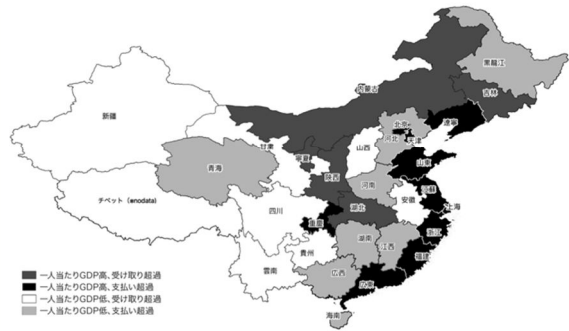 黒龍江
内蒙古
吉林
新疆
北京
遼寧
河北
天津
甘粛
寧夏
山西
山東
青海
陝西
河南
江蘇
チベット (*nodata)
安徽
上海
四川
湖北
重慶
浙江
湖南
江西
貴州
福建
雲南
広西
広東
海南
一人当たりGDP高、受け取り超過
一人当たりGDP高、支払い超過
一人当たりGDP低、受け取り超過
一人当たりGDP低、支払い超過